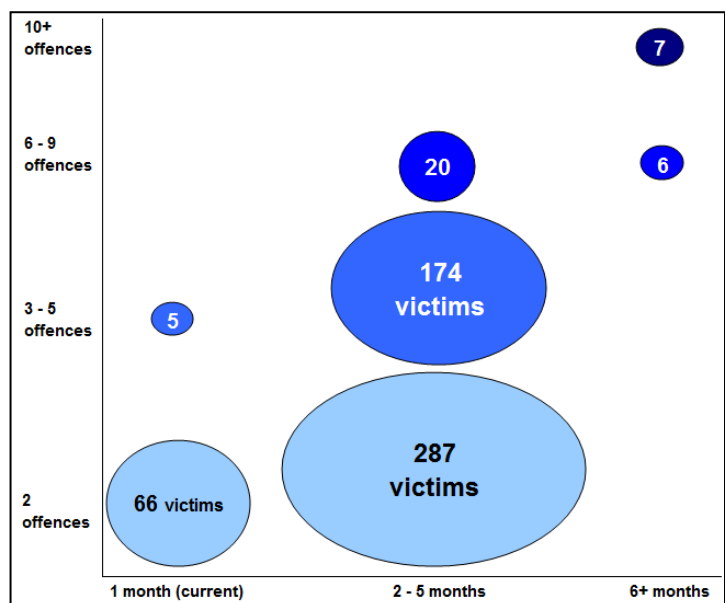 10+
offences
7
6 - 9
offences
20
6
174
victims
3 - 5
offences
5
287
victims
66 victims
2
offences
1 month (current)
2 - 5 months
6+ months